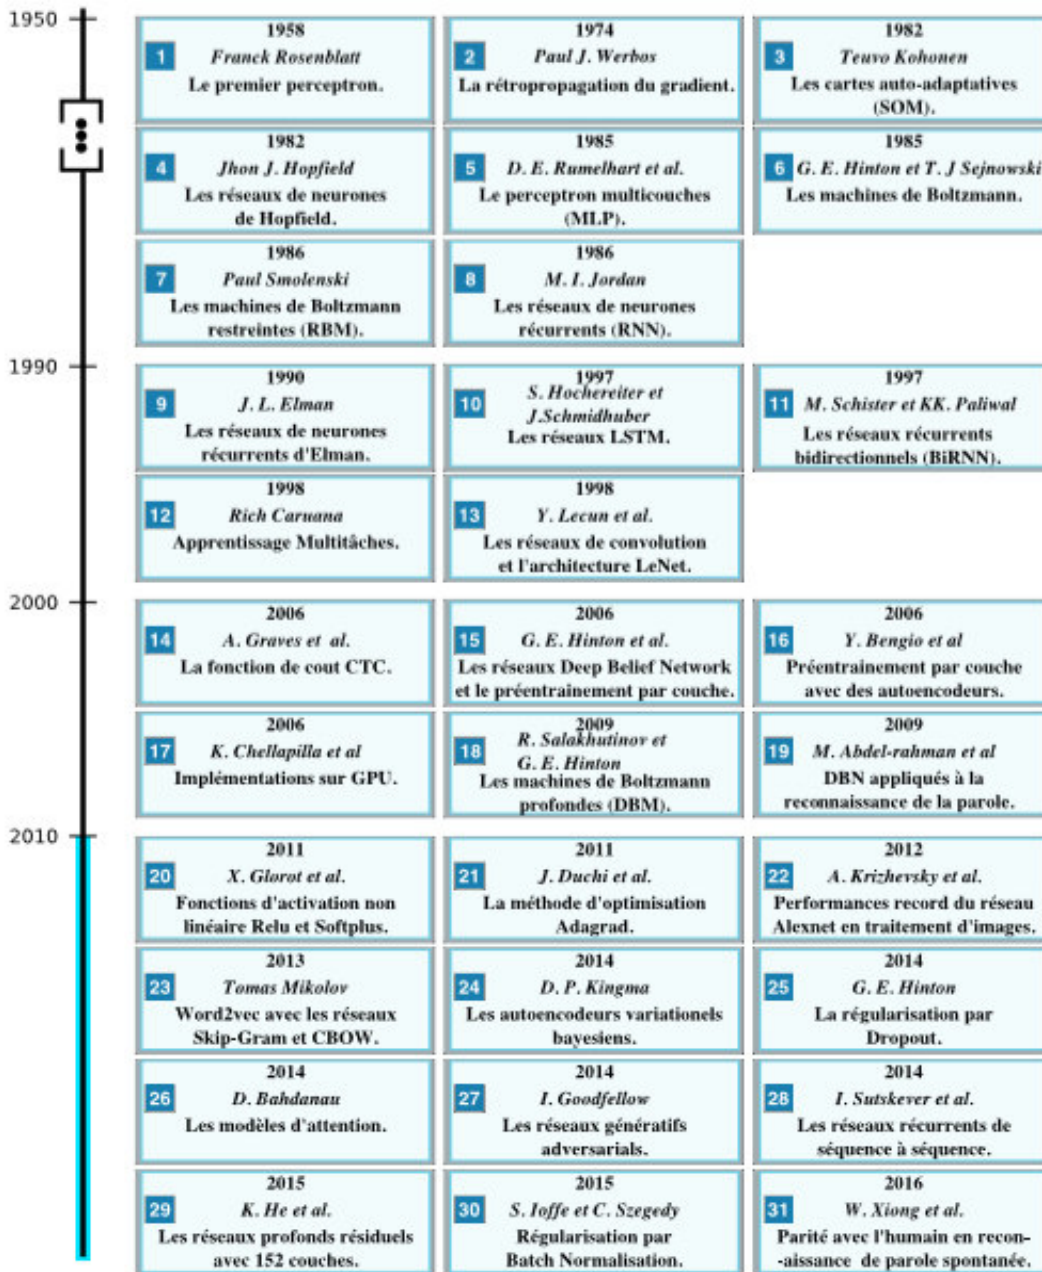 1950
1958
1
Franck Rosenblatt
Le premier perceptron.
1974
2
Paul J. Werbos
La rétropropagation du gradient.
1982
3
Teuvo Kohonen
Les cartes auto-adaptatives
(SOM).
1982
4
Jhon J. Hopfield
Les réseaux de neurones
de Hopfield.
1985
5
D. E. Rumelhart et al.
Le perceptron multicouches
(MLP).
1985
6
G. E. Hinton et T. J Sejnowski
Les machines de Boltzmann.
1986
7
Paul Smolenski
Les machines de Boltzmann
restreintes (RBM).
1986
8
M. I. Jordan
Les réseaux de neurones
récurrents (RNN).
1990
1990
9
J. L. Elman
Les réseaux de neurones
récurrents d'Elman.
1997
10
S. Hochereiter et
J.Schmidhuber
Les réseaux LSTM.
1997
11
M. Schister et KK. Paliwal
Les réseaux récurrents
bidirectionnels (BiRNN).
1998
12
Rich Caruana
Apprentissage Multitâches.
1998
13
Y. Lecun et al.
Les réseaux de convolution
et l'architecture LeNet.
2000
2006
14
A. Graves et al.
La fonction de cout CTC.
2006
15
G. E. Hinton et al.
Les réseaux Deep Belief Network
et le préentraînement par couche.
2006
16
Y. Bengio et al
Préentrainement par couche
avec des autoencodeurs.
2006
17
K. Chellapilla et al
Implémentations sur GPU.
2009
18
R. Salakhutinov et
G. E. Hinton
Les machines de Boltzmann
profondes (DBM).
2009
19
M. Abdel-rahman et al
DBN appliqués à la
reconnaissance de la parole.
2010
2011
20
X. Glorot et al.
Fonctions d'activation non
linéaire Relu et Softplus.
2011
21
J. Duchi et al.
La méthode d'optimisation
Adagrad.
2012
22
A. Krizhevsky et al.
Performances record du réseau
Alexnet en traitement d'images.
2013
23
Tomas Mikolov
Word2vec avec les réseaux
Skip-Gram et CBOW.
2014
24
D. P. Kingma
Les autoencodeurs variationels
bayesiens.
2014
25
G. E. Hinton
La régularisation par
Dropout.
2014
26
D. Bahdanau
Les modèles d'attention.
2014
27
I. Goodfellow
Les réseaux génératifs
adversarials.
2014
28
I. Sutskever et al.
Les réseaux récurrents de
séquence à séquence.
2015
29
K. He et al.
Les réseaux profonds résiduels
avec 152 couches.
2015
30
S. Ioffe et C. Szegedy
Régularisation par
Batch Normalisation.
2016
31
W. Xiong et al.
Parité avec l'humain en recon-
-aissance de parole spontanée.